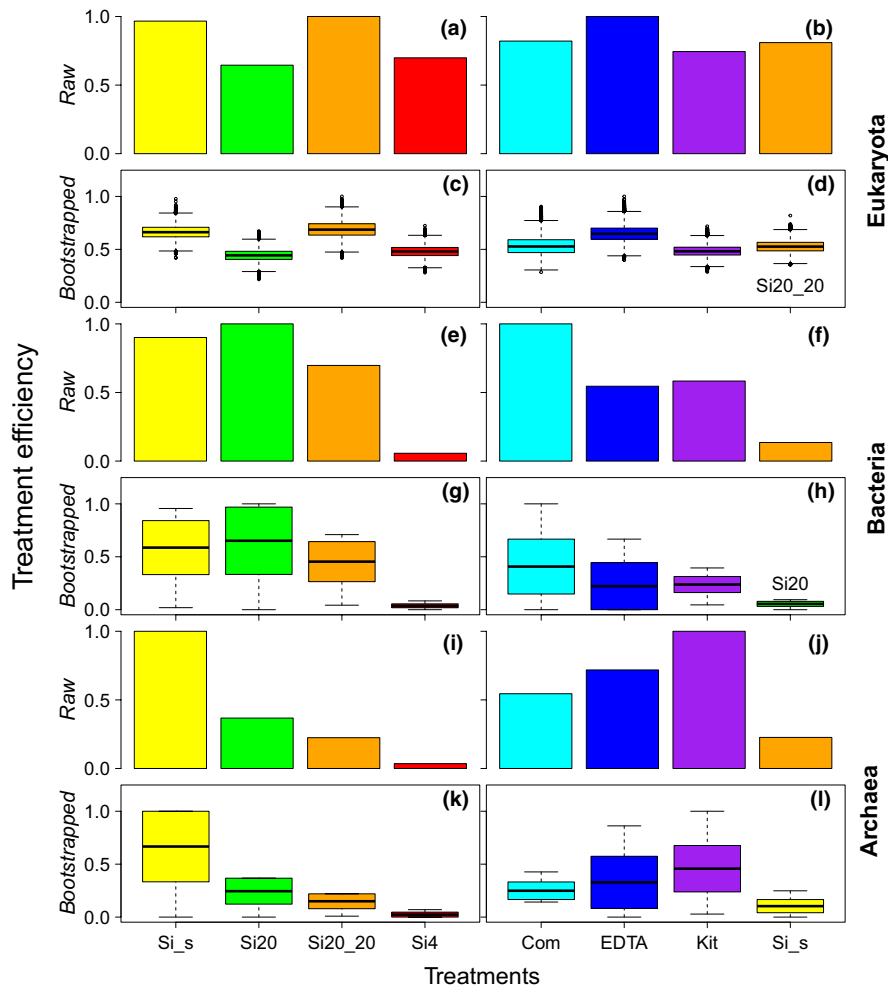 Treatment efficiency
Raw
1.0
0.5
0.0
(a)
(b)
Eukaryota
Bootstrapped
1.0
0.5
0.0
(c)
(d)
Si20_20
Raw
1.0
0.5
0.0
(e)
(f)
Bacteria
Bootstrapped
1.0
0.5
0.0
(g)
(h)
Si20
Raw
1.0
0.5
0.0
(i)
(j)
Archaea
Bootstrapped
1.0
0.5
0.0
(k)
(l)
Si_s Si20 Si20_20 Si4 Com EDTA Kit Si_s
Treatments